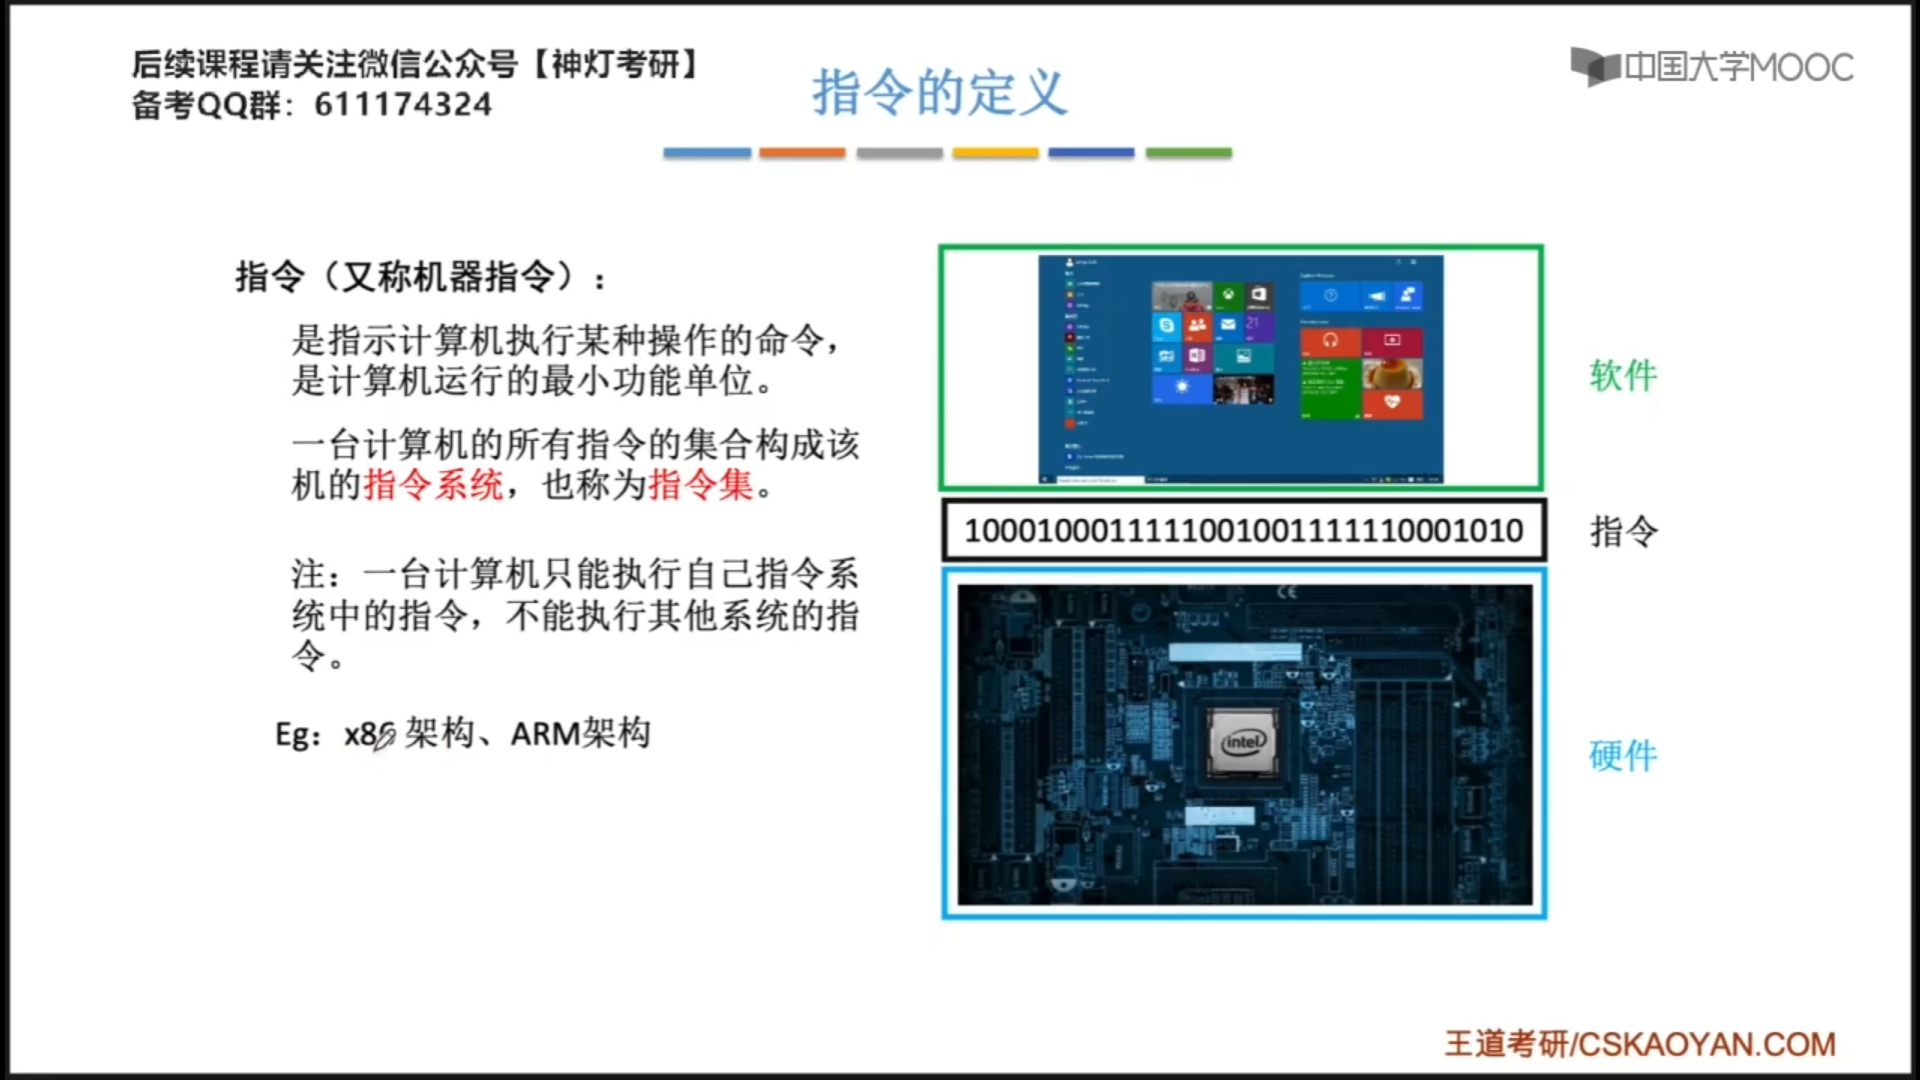 后续课程请关注微信公众号【神灯考研】
备考QQ群：611174324
中国大学MOOC
指令的定义
指令（又称机器指令）：
是指示计算机执行某种操作的命令，
是计算机运行的最小功能单位。
一台计算机的所有指令的集合构成该
机的指令系统，也称为指令集。
注：一台计算机只能执行自己指令系
统中的指令，不能执行其他系统的指
令。
Eg：x86 架构、ARM架构
软件
1000100011111001001111110001010
指令
intel
硬件
王道考研/CSKAOYAN.COM